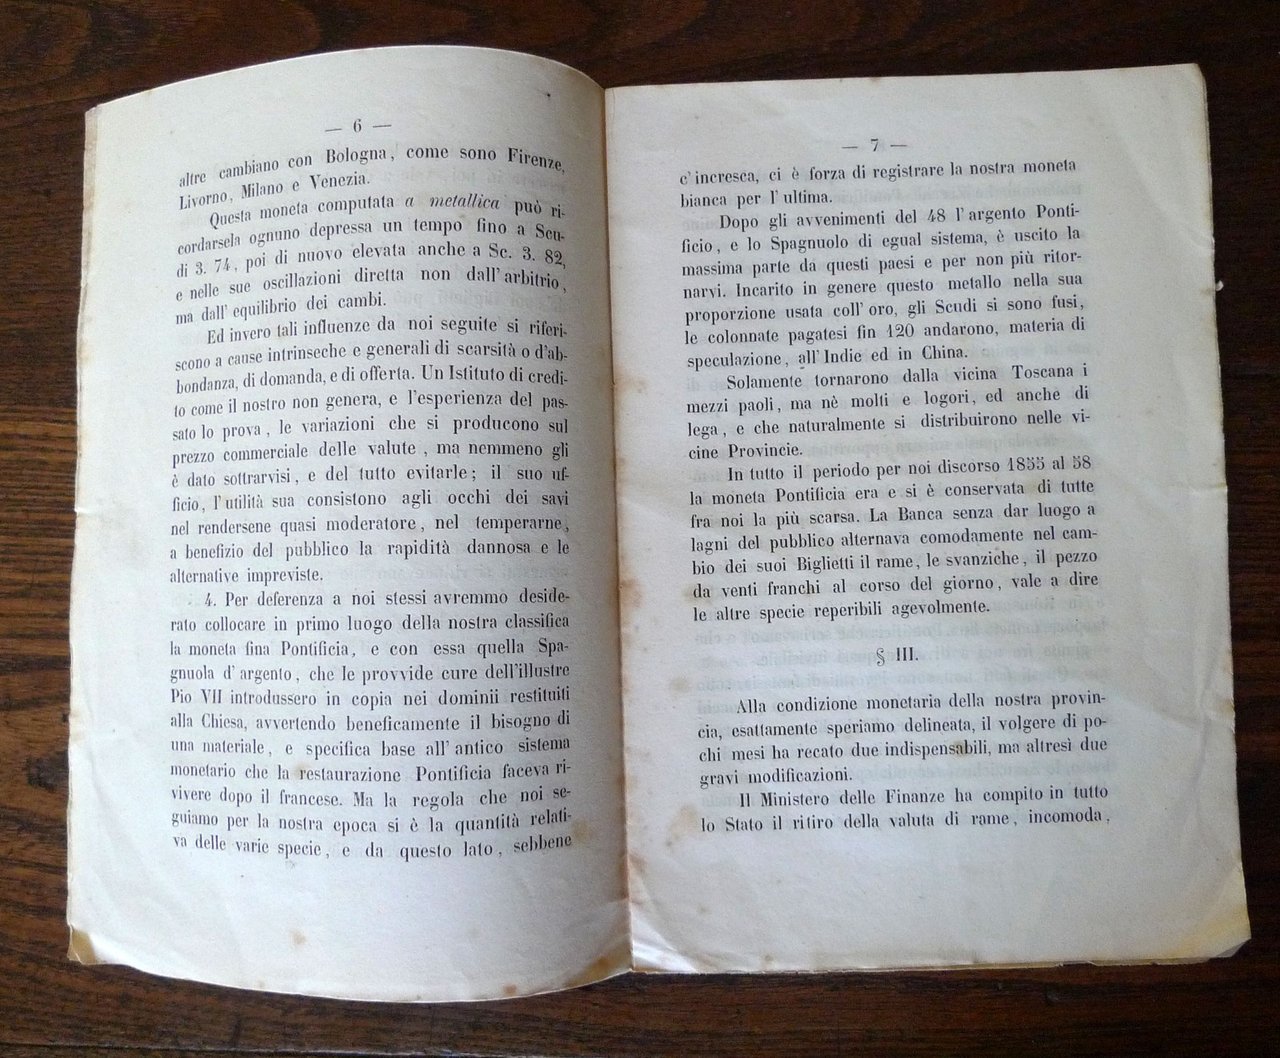 — 6 —
altre cambiano con Bologna, come sono Firenze,
Livorno, Milano e Venezia.
Questa moneta computata a metallica può ri-
cordarsela ognuno depressa un tempo fino a Scu-
di 3. 74, poi di nuovo elevata anche a Sc. 3. 82,
e nelle sue oscillazioni diretta non dall'arbitrio,
ma dall'equilibrio dei cambi.
Ed invero tali influenze da noi seguite si riferi-
scono a cause intrinseche e generali di scarsità o d'ab-
bondanza, di domanda, e di offerta. Un Istituto di credi-
to come il nostro non genera, e l'esperienza del pas-
sato lo prova, le variazioni che si producono sul
prezzo commerciale delle valute, ma nemmeno gli
è dato sottrarvisi, e del tutto evitarle; il suo uf-
ficio, l'utilità sua consistono agli occhi dei savi
nel rendersene quasi moderatore, nel temperarne,
a benefizio del pubblico la rapidità dannosa e le
alternative impreviste.
4. Per deferenza a noi stessi avremmo deside-
rato collocare in primo luogo della nostra classifica
la moneta fina Pontificia, e con essa quella Spa-
gnuola d'argento, che le provvide cure dell'illustre
Pio VII introdussero in copia nei dominii restituiti
alla Chiesa, avvertendo beneficamente il bisogno di
una materiale, e specifica base all'antico sistema
monetario che la restaurazione Pontificia faceva ri-
vivere dopo il francese. Ma la regola che noi se-
guiamo per la nostra epoca si è la quantità relati-
va delle varie specie, e da questo lato, sebbene
— 7 —
c'incresca, ci è forza di registrare la nostra moneta
bianca per l'ultima.
Dopo gli avvenimenti del 48 l'argento Ponti-
ficio, e lo Spagnuolo di egual sistema, è uscito la
massima parte da questi paesi e per non più ritor-
narvi. Incarito in genere questo metallo nella sua
proporzione usata coll'oro, gli Scudi si sono fusi,
le colonnate pagatesi fin 120 andarono, materia di
speculazione, all'Indie ed in China.
Solamente tornarono dalla vicina Toscana i
mezzi paoli, ma nè molti e logori, ed anche di
lega, e che naturalmente si distribuirono nelle vi-
cine Provincie.
In tutto il periodo per noi discorso 1855 al 58
la moneta Pontificia era e si è conservata di tutte
fra noi la più scarsa. La Banca senza dar luogo a
lagni del pubblico alternava comodamente nel cam-
bio dei suoi Biglietti il rame, le svanziche, il pezzo
da venti franchi al corso del giorno, vale a dire
le altre specie reperibili agevolmente.
§ III.
Alla condizione monetaria della nostra provin-
cia, esattamente speriamo delineata, il volgere di po-
chi mesi ha recato due indispensabili, ma altresì due
gravi modificazioni.
Il Ministero delle Finanze ha compito in tutto
lo Stato il ritiro della valuta di rame, incomoda,